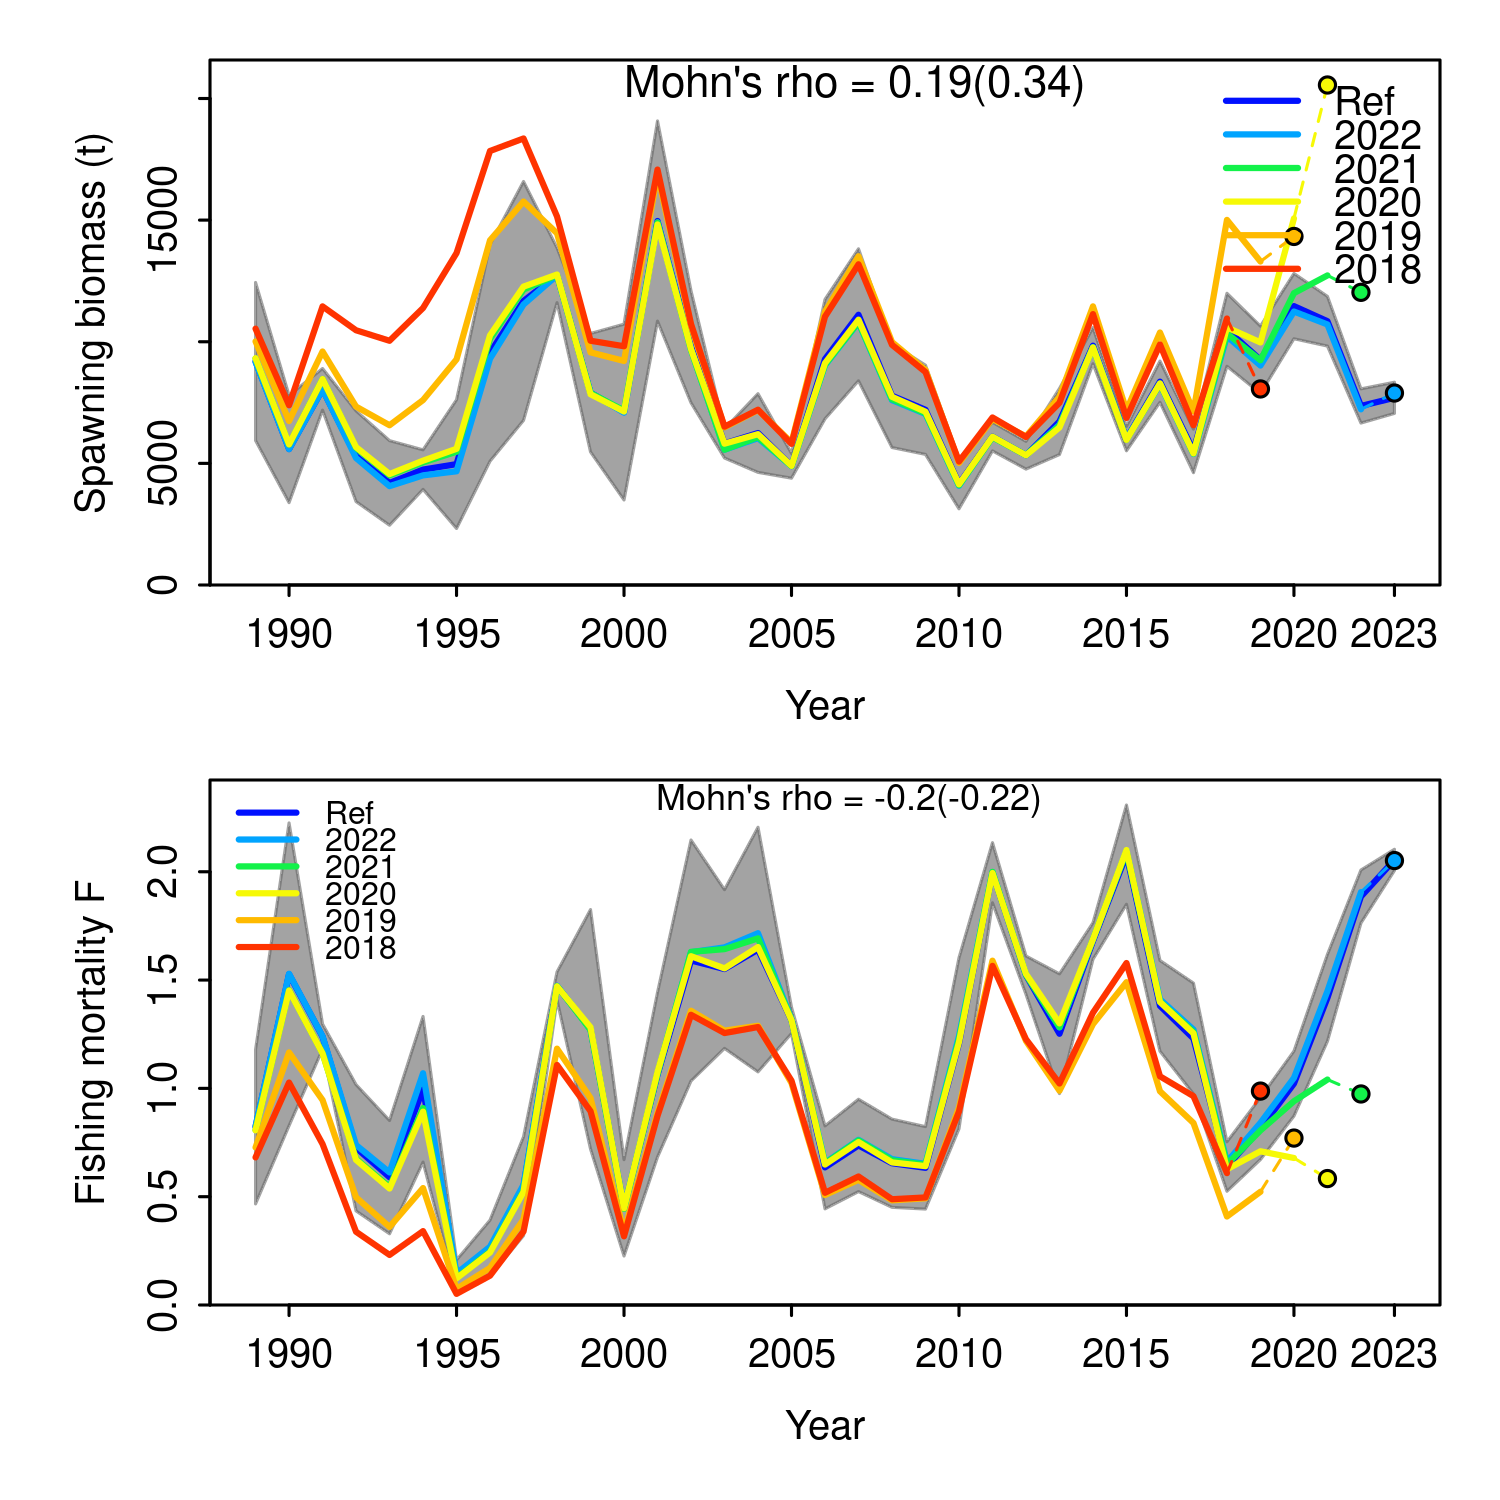 Mohn's rho = 0.19(0.34)
Ref
2022
2021
2020
2019
2018
Spawning biomass (t)
0
5000
15000
1990 1995 2000 2005 2010 2015 2020 2023
Year
Mohn's rho = -0.2(-0.22)
Ref
2022
2021
2020
2019
2018
Fishing mortality F
0.0
0.5
1.0
1.5
2.0
1990 1995 2000 2005 2010 2015 2020 2023
Year